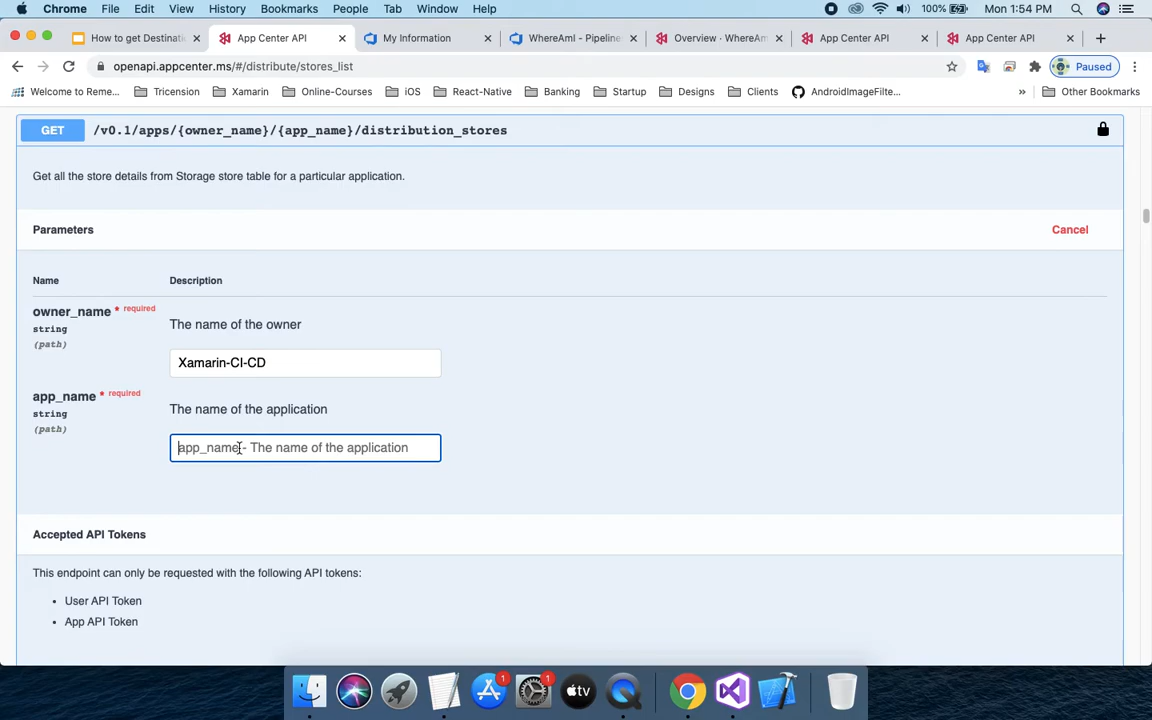 Chrome File Edit View History Bookmarks People Tab Window Help 100% Mon 1:54 PM
How to get Destinati App Center API My Information WhereAmI - Pipeline Overview - WhereAm App Center API App Center API
openapi.appcenter.ms/#/distribute/stores_list Paused
Welcome to Reme... Tricension Xamarin Online-Courses iOS React-Native Banking Startup Designs Clients AndroidImageFilte... » Other Bookmarks
GET /v0.1/apps/{owner_name}/{app_name}/distribution_stores
Get all the store details from Storage store table for a particular application.
Parameters Cancel
Name Description
owner_name * required
string
(path)
The name of the owner
Xamarin-CI-CD
app_name * required
string
(path)
The name of the application
app_name - The name of the application
Accepted API Tokens
This endpoint can only be requested with the following API tokens:
• User API Token
• App API Token
1
1
tv